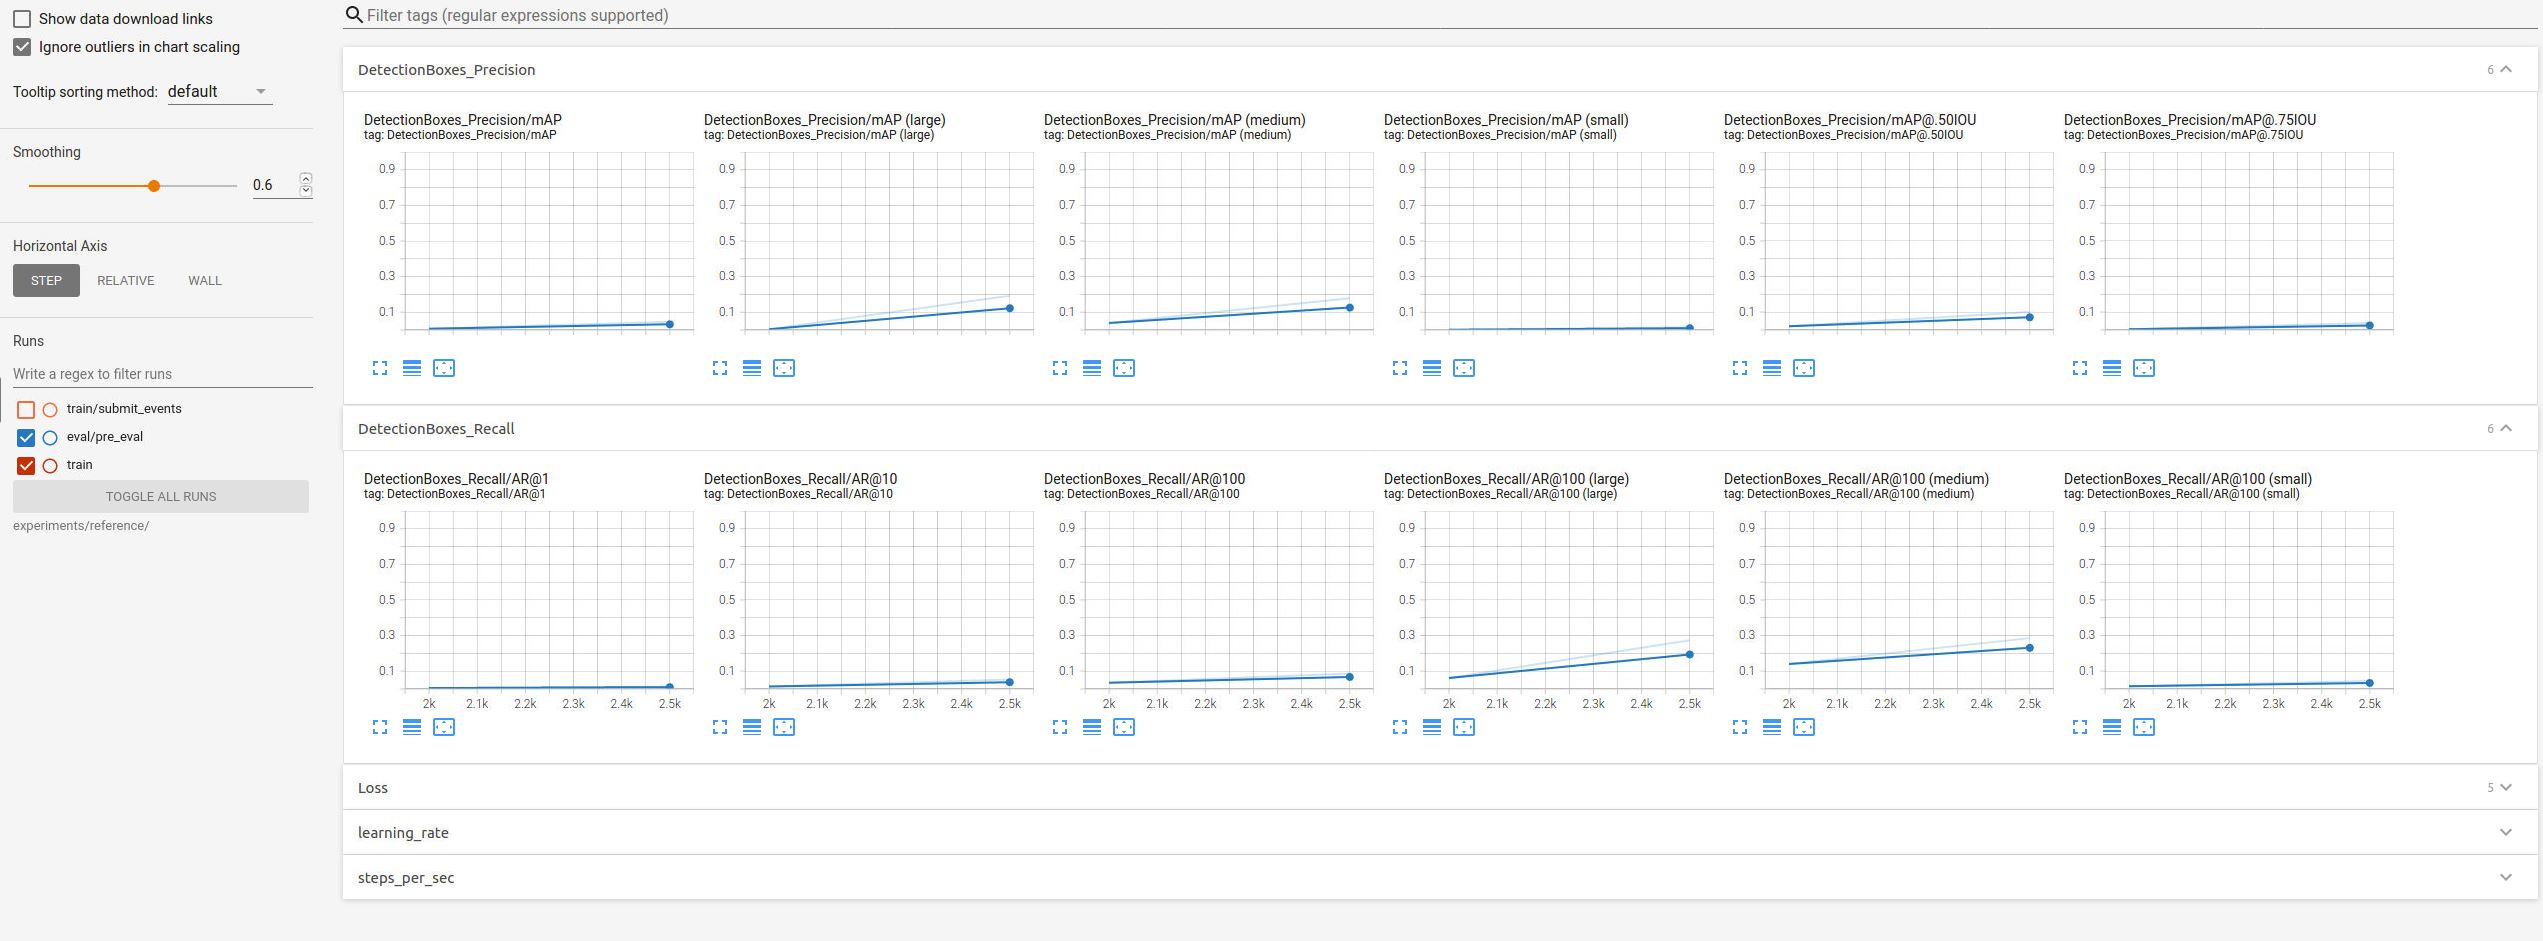 Show data download links
Ignore outliers in chart scaling
Tooltip sorting method: default
Smoothing
0.6
Horizontal Axis
STEP RELATIVE WALL
Runs
Write a regex to filter runs
train/submit_events
eval/pre_eval
train
TOGGLE ALL RUNS
experiments/reference/
Filter tags (regular expressions supported)
DetectionBoxes_Precision 6
DetectionBoxes_Precision/mAP
tag: DetectionBoxes_Precision/mAP
0.9
0.7
0.5
0.3
0.1
DetectionBoxes_Precision/mAP (large)
tag: DetectionBoxes_Precision/mAP (large)
0.9
0.7
0.5
0.3
0.1
DetectionBoxes_Precision/mAP (medium)
tag: DetectionBoxes_Precision/mAP (medium)
0.9
0.7
0.5
0.3
0.1
DetectionBoxes_Precision/mAP (small)
tag: DetectionBoxes_Precision/mAP (small)
0.9
0.7
0.5
0.3
0.1
DetectionBoxes_Precision/mAP@.50IOU
tag: DetectionBoxes_Precision/mAP@.50IOU
0.9
0.7
0.5
0.3
0.1
DetectionBoxes_Precision/mAP@.75IOU
tag: DetectionBoxes_Precision/mAP@.75IOU
0.9
0.7
0.5
0.3
0.1
DetectionBoxes_Recall 6
DetectionBoxes_Recall/AR@1
tag: DetectionBoxes_Recall/AR@1
0.9
0.7
0.5
0.3
0.1
2k 2.1k 2.2k 2.3k 2.4k 2.5k
DetectionBoxes_Recall/AR@10
tag: DetectionBoxes_Recall/AR@10
0.9
0.7
0.5
0.3
0.1
2k 2.1k 2.2k 2.3k 2.4k 2.5k
DetectionBoxes_Recall/AR@100
tag: DetectionBoxes_Recall/AR@100
0.9
0.7
0.5
0.3
0.1
2k 2.1k 2.2k 2.3k 2.4k 2.5k
DetectionBoxes_Recall/AR@100 (large)
tag: DetectionBoxes_Recall/AR@100 (large)
0.9
0.7
0.5
0.3
0.1
2k 2.1k 2.2k 2.3k 2.4k 2.5k
DetectionBoxes_Recall/AR@100 (medium)
tag: DetectionBoxes_Recall/AR@100 (medium)
0.9
0.7
0.5
0.3
0.1
2k 2.1k 2.2k 2.3k 2.4k 2.5k
DetectionBoxes_Recall/AR@100 (small)
tag: DetectionBoxes_Recall/AR@100 (small)
0.9
0.7
0.5
0.3
0.1
2k 2.1k 2.2k 2.3k 2.4k 2.5k
Loss 5
learning_rate
steps_per_sec